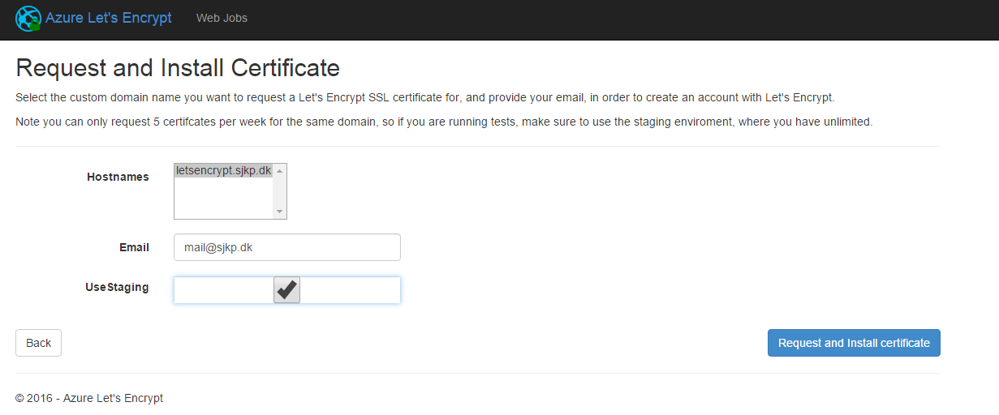 Azure Let's Encrypt Web Jobs
Request and Install Certificate
Select the custom domain name you want to request a Let's Encrypt SSL certificate for, and provide your email, in order to create an account with Let's Encrypt.
Note you can only request 5 certifcates per week for the same domain, so if you are running tests, make sure to use the staging enviroment, where you have unlimited.
Hostnames letsencrypt.sjkp.dk
Email mail@sjkp.dk
UseStaging
Back Request and Install certificate
© 2016 - Azure Let's Encrypt